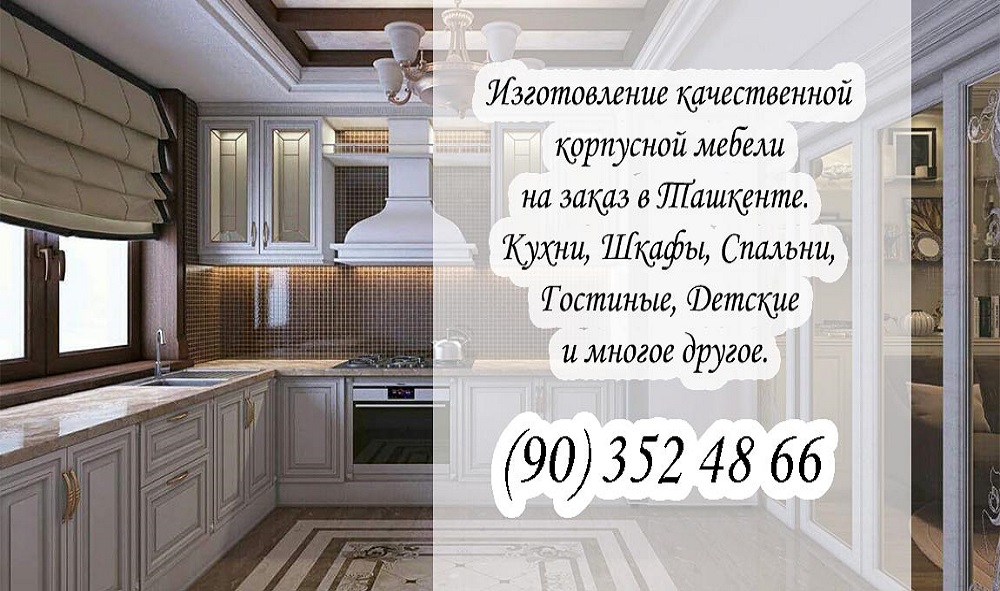 Изготовление качественной
корпусной мебели
на заказ в Ташкенте.
Кухни, Шкафы, Спальни,
Гостиные, Детские
и многое другое.
(90) 352 48 66